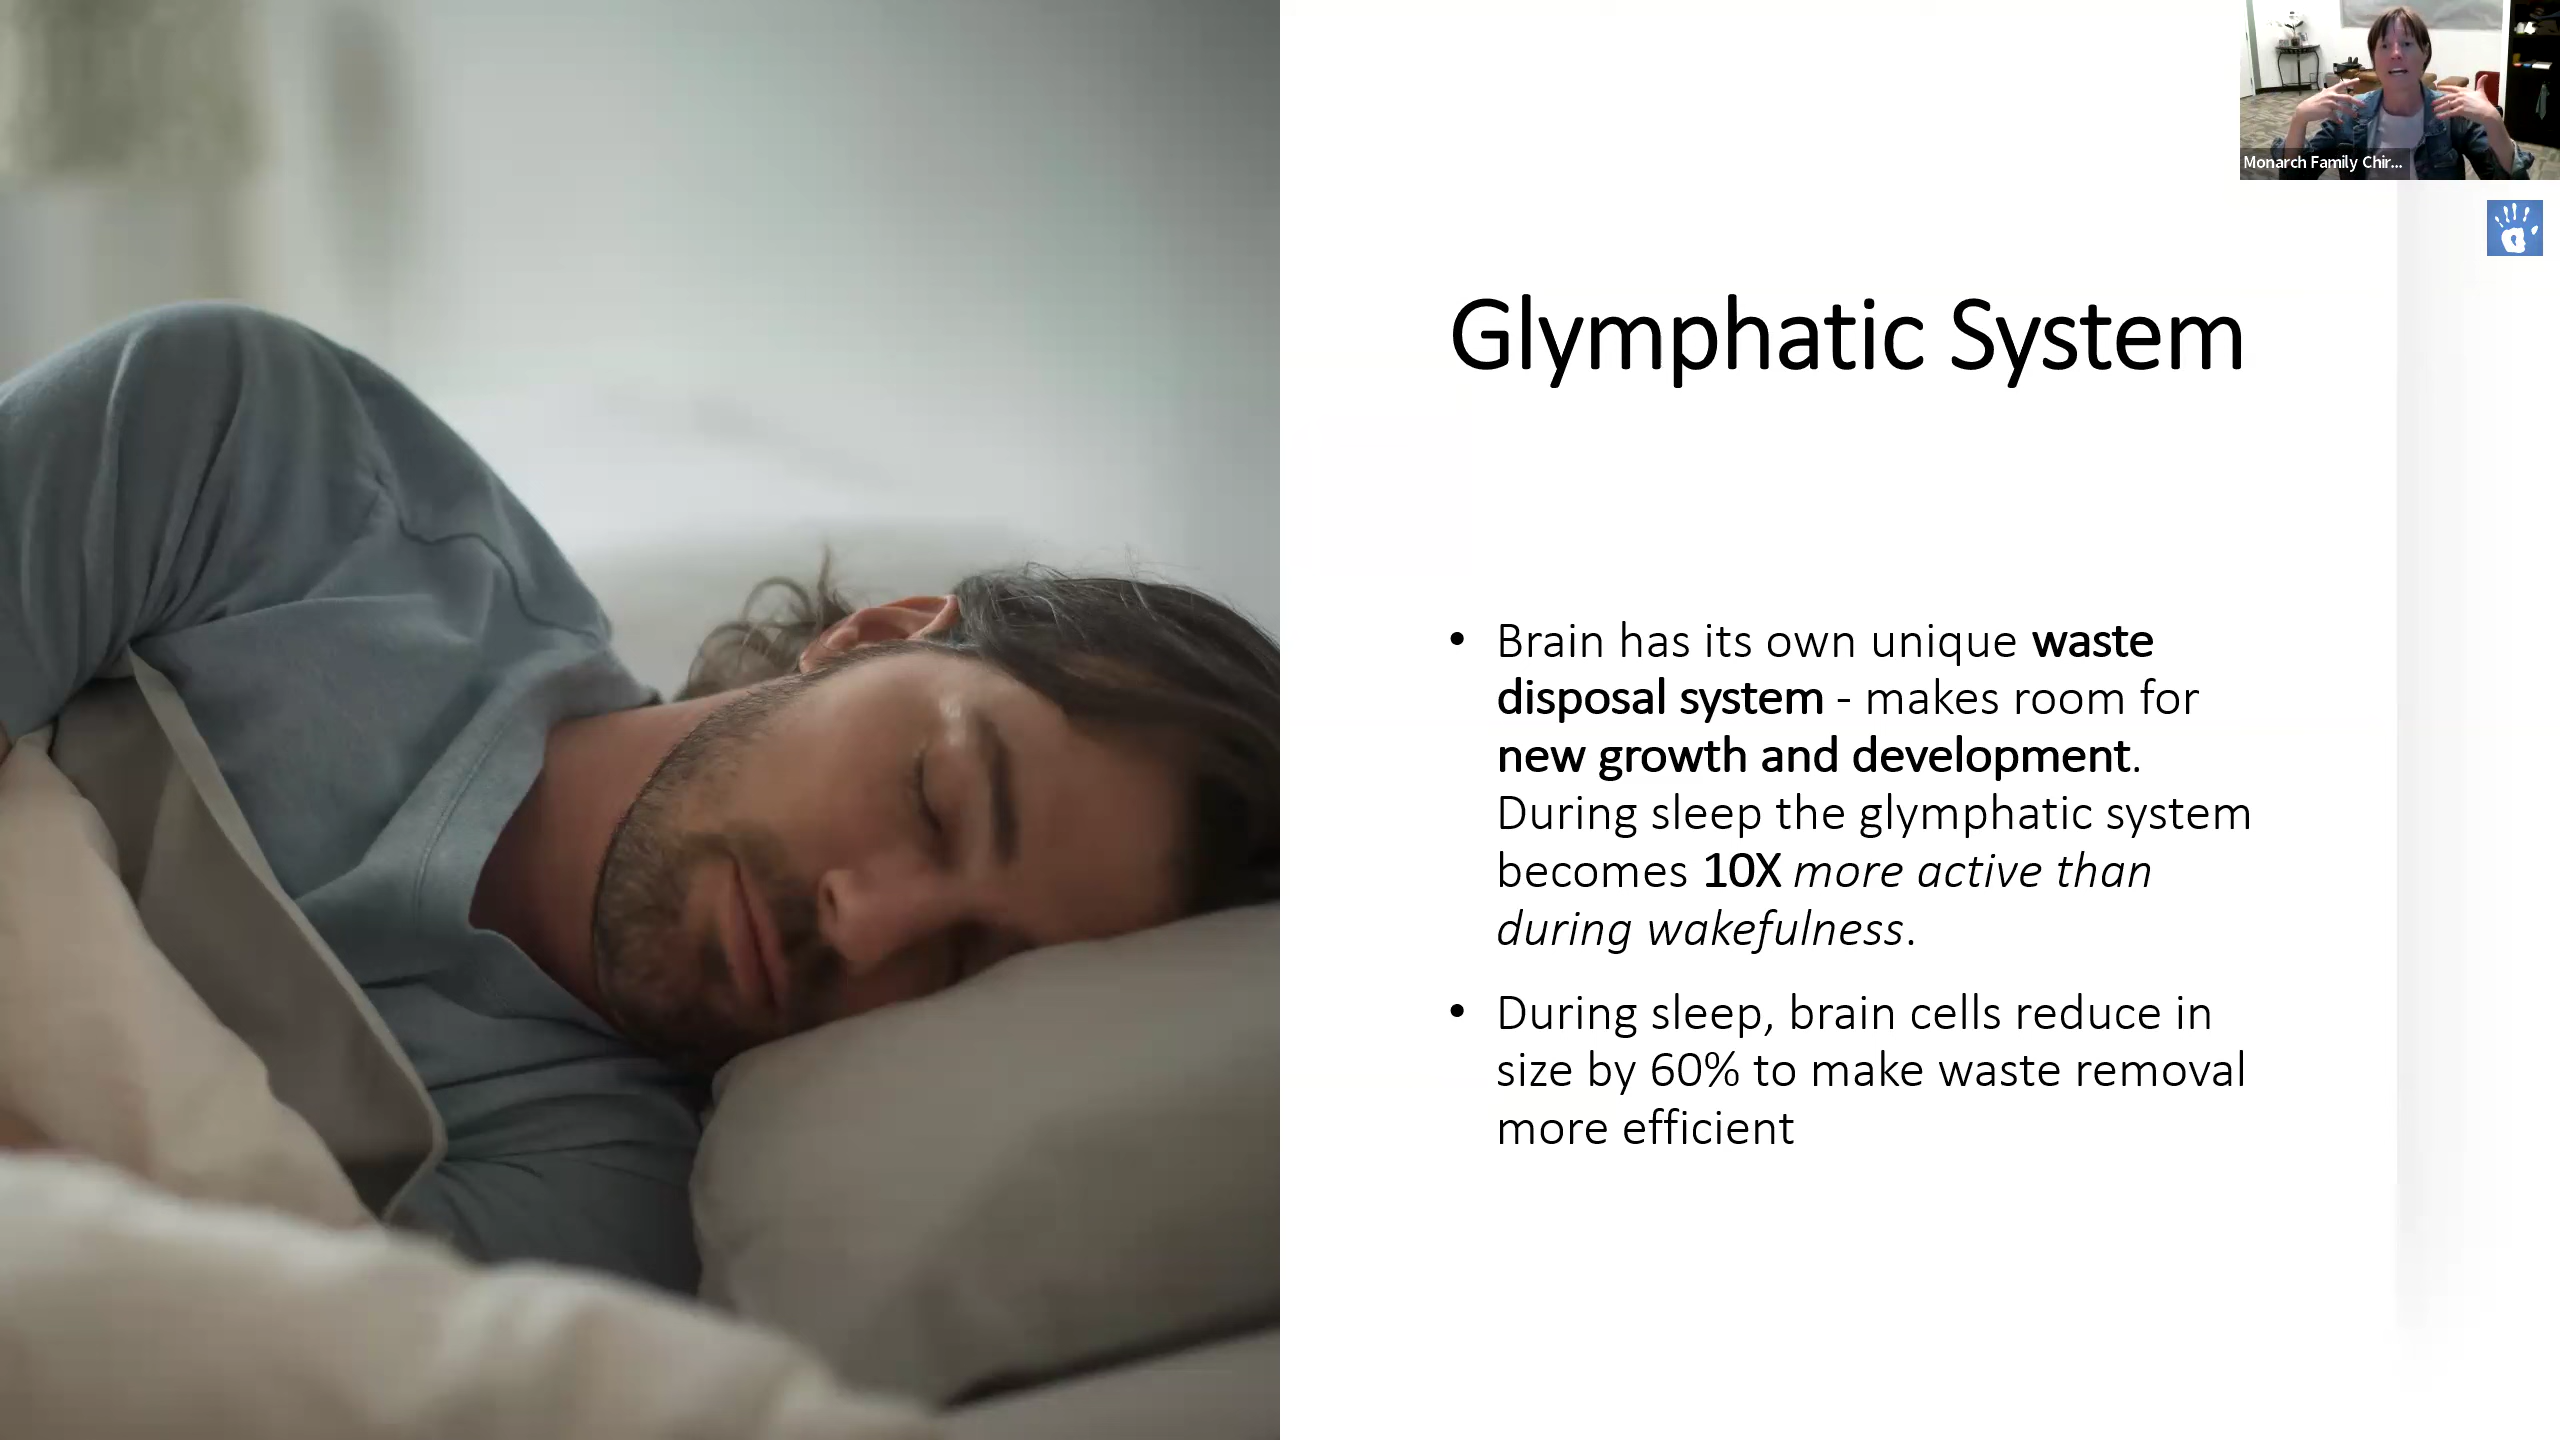 Monarch Family Chir...
Glymphatic System
• Brain has its own unique waste
disposal system - makes room for
new growth and development.
During sleep the glymphatic system
becomes 10X more active than
during wakefulness.
• During sleep, brain cells reduce in
size by 60% to make waste removal
more efficient